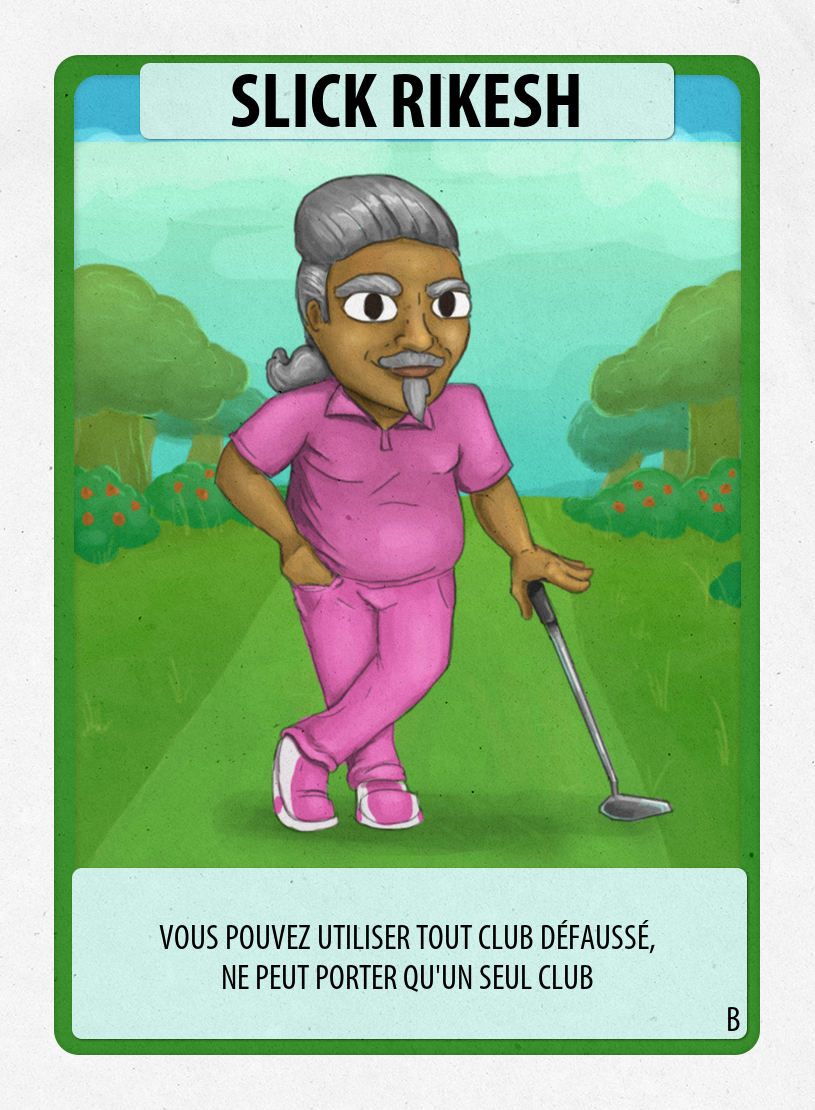 SLICK RIKESH
VOUS POUVEZ UTILISER TOUT CLUB DÉFAUSSÉ,
NE PEUT PORTER QU'UN SEUL CLUB
B